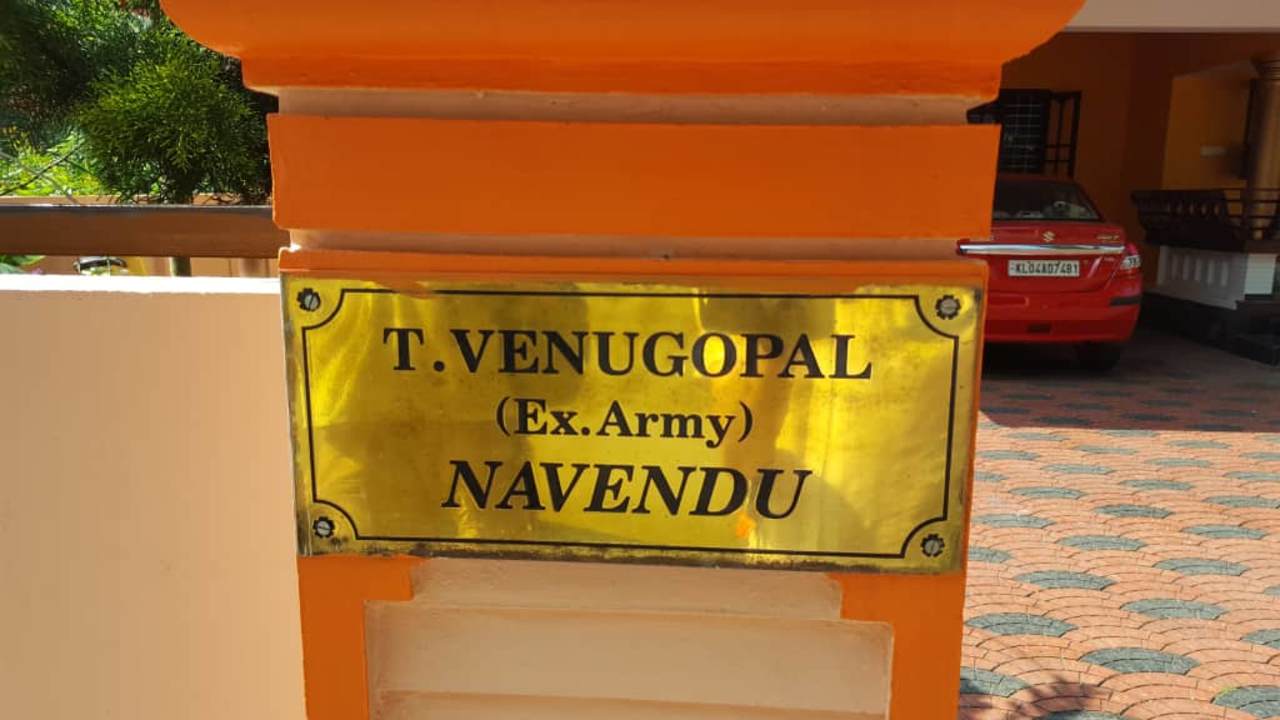 T.VENUGOPAL
(Ex.Army)
NAVENDU
KL04AD7481